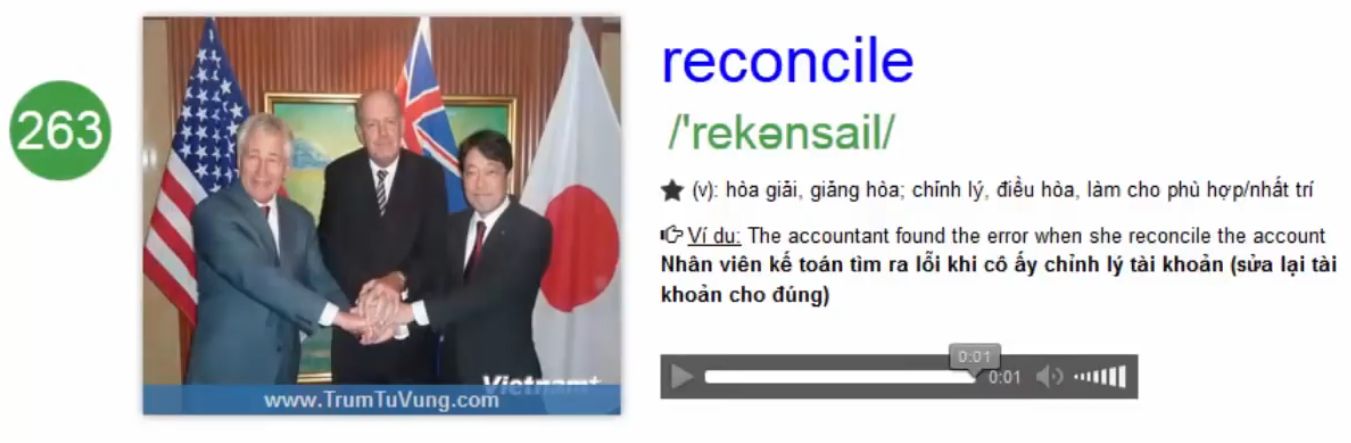 263
reconcile
/'rekənsail/
(v): hòa giải, giảng hòa; chỉnh lý, điều hòa, làm cho phù hợp/nhất trí
Ví dụ: The accountant found the error when she reconcile the account
Nhân viên kế toán tìm ra lỗi khi cô ấy chỉnh lý tài khoản (sửa lại tài
khoản cho đúng)
0:01
0:01
Vietnam+
www.TrumTuVung.com